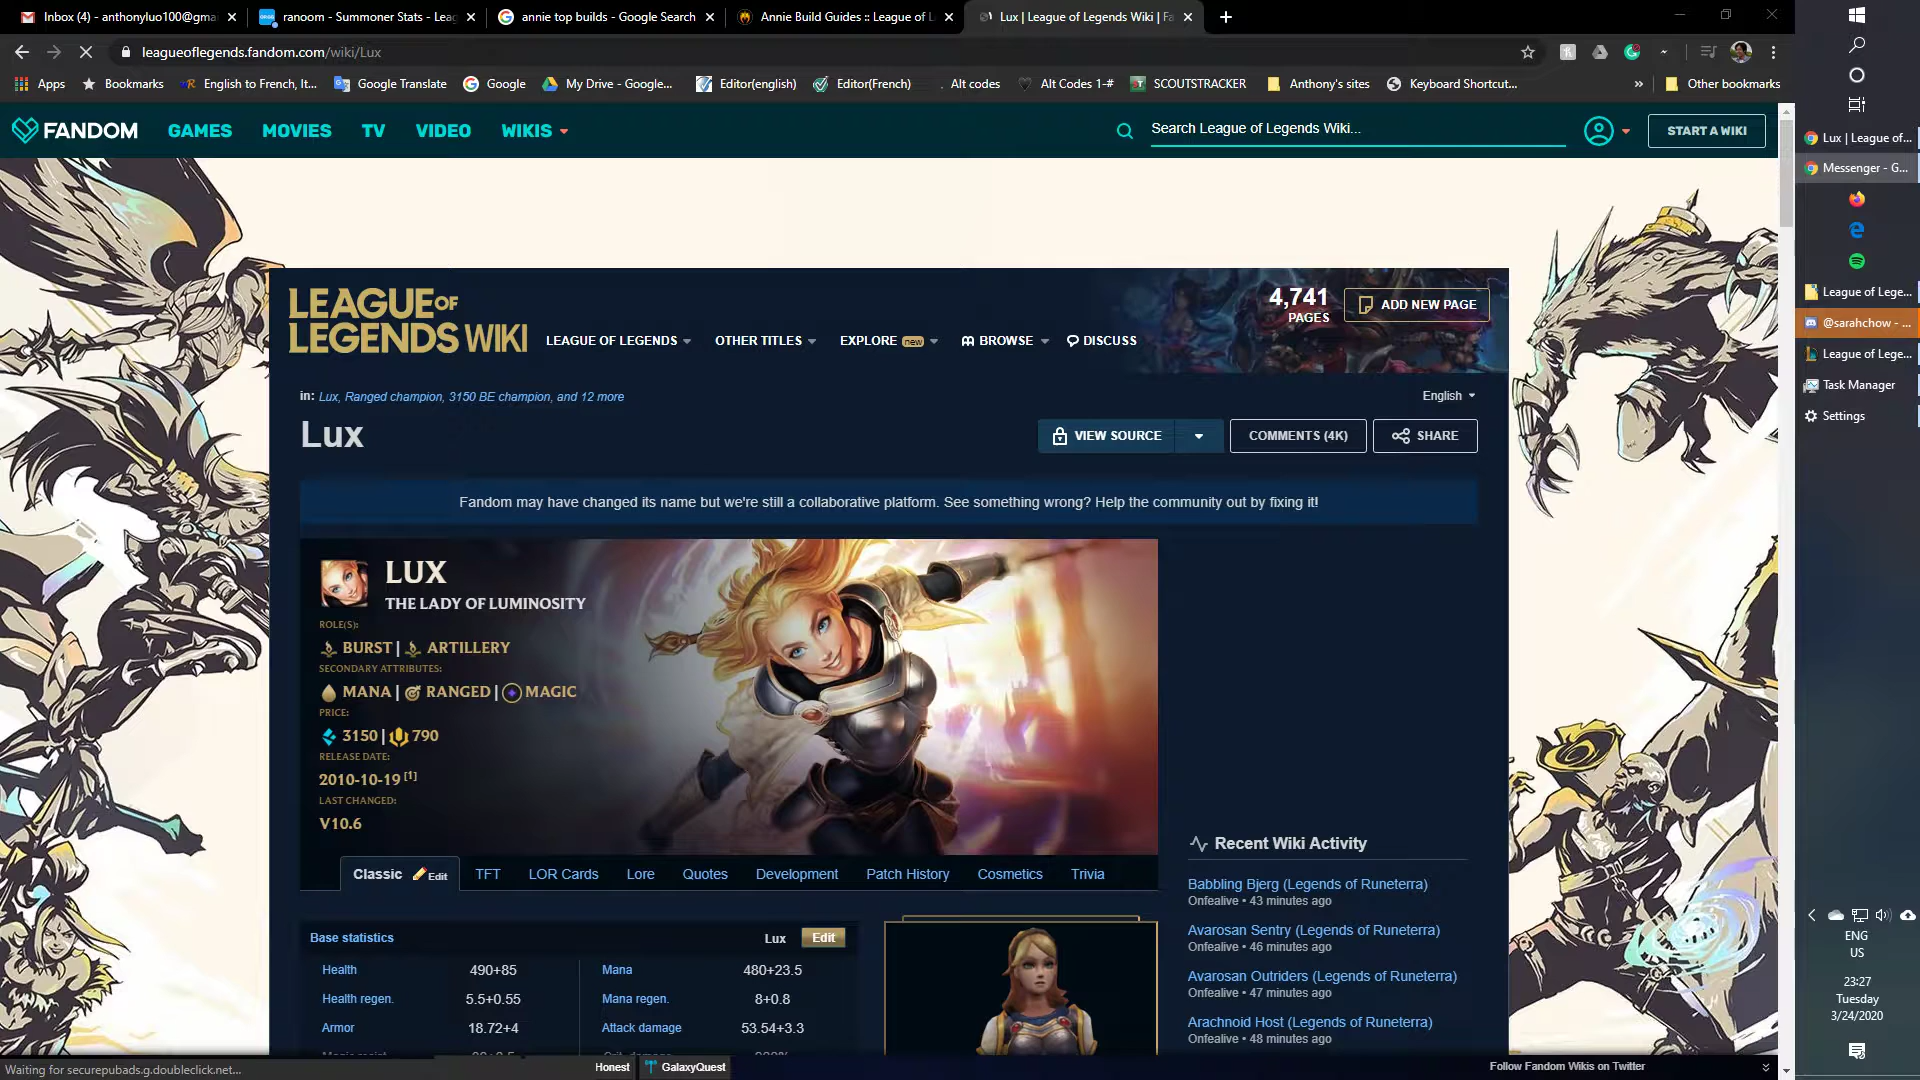 Inbox (4) - anthonyluo100@gma
ranoom - Summoner Stats - Leag
annie top builds - Google Search
Annie Build Guides :: League of L
Lux | League of Legends Wiki | Fa
leagueoflegends.fandom.com/wiki/Lux
Apps
Bookmarks
English to French, It...
Google Translate
Google
My Drive - Google...
Editor(english)
Editor(French)
Alt codes
Alt Codes 1-#
SCOUTSTRACKER
Anthony's sites
Keyboard Shortcut...
»
Other bookmarks
FANDOM
GAMES
MOVIES
TV
VIDEO
WIKIS
Search League of Legends Wiki...
START A WIKI
LEAGUE OF
LEGENDS WIKI
4,741
PAGES
ADD NEW PAGE
LEAGUE OF LEGENDS
OTHER TITLES
EXPLORE new
BROWSE
DISCUSS
in: Lux, Ranged champion, 3150 BE champion, and 12 more
English
Lux
VIEW SOURCE
COMMENTS (4K)
SHARE
Fandom may have changed its name but we're still a collaborative platform. See something wrong? Help the community out by fixing it!
LUX
THE LADY OF LUMINOSITY
ROLE(S):
BURST | ARTILLERY
SECONDARY ATTRIBUTES:
MANA | RANGED | MAGIC
PRICE:
3150 | 790
RELEASE DATE:
2010-10-19 [1]
LAST CHANGED:
V10.6
Classic Edit
TFT
LOR Cards
Lore
Quotes
Development
Patch History
Cosmetics
Trivia
Base statistics
Lux
Edit
Health 490+85 Mana 480+23.5
Health regen. 5.5+0.55 Mana regen. 8+0.8
Armor 18.72+4 Attack damage 53.54+3.3
Recent Wiki Activity
Babbling Bjerg (Legends of Runeterra)
Onfealive • 43 minutes ago
Avarosan Sentry (Legends of Runeterra)
Onfealive • 46 minutes ago
Avarosan Outriders (Legends of Runeterra)
Onfealive • 47 minutes ago
Arachnoid Host (Legends of Runeterra)
Onfealive • 48 minutes ago
Waiting for securepubads.g.doubleclick.net...
Honest
GalaxyQuest
Follow Fandom Wikis on Twitter
Lux | League of...
Messenger - G...
League of Lege...
@sarahchow - ...
League of Lege...
Task Manager
Settings
ENG
US
23:27
Tuesday
3/24/2020